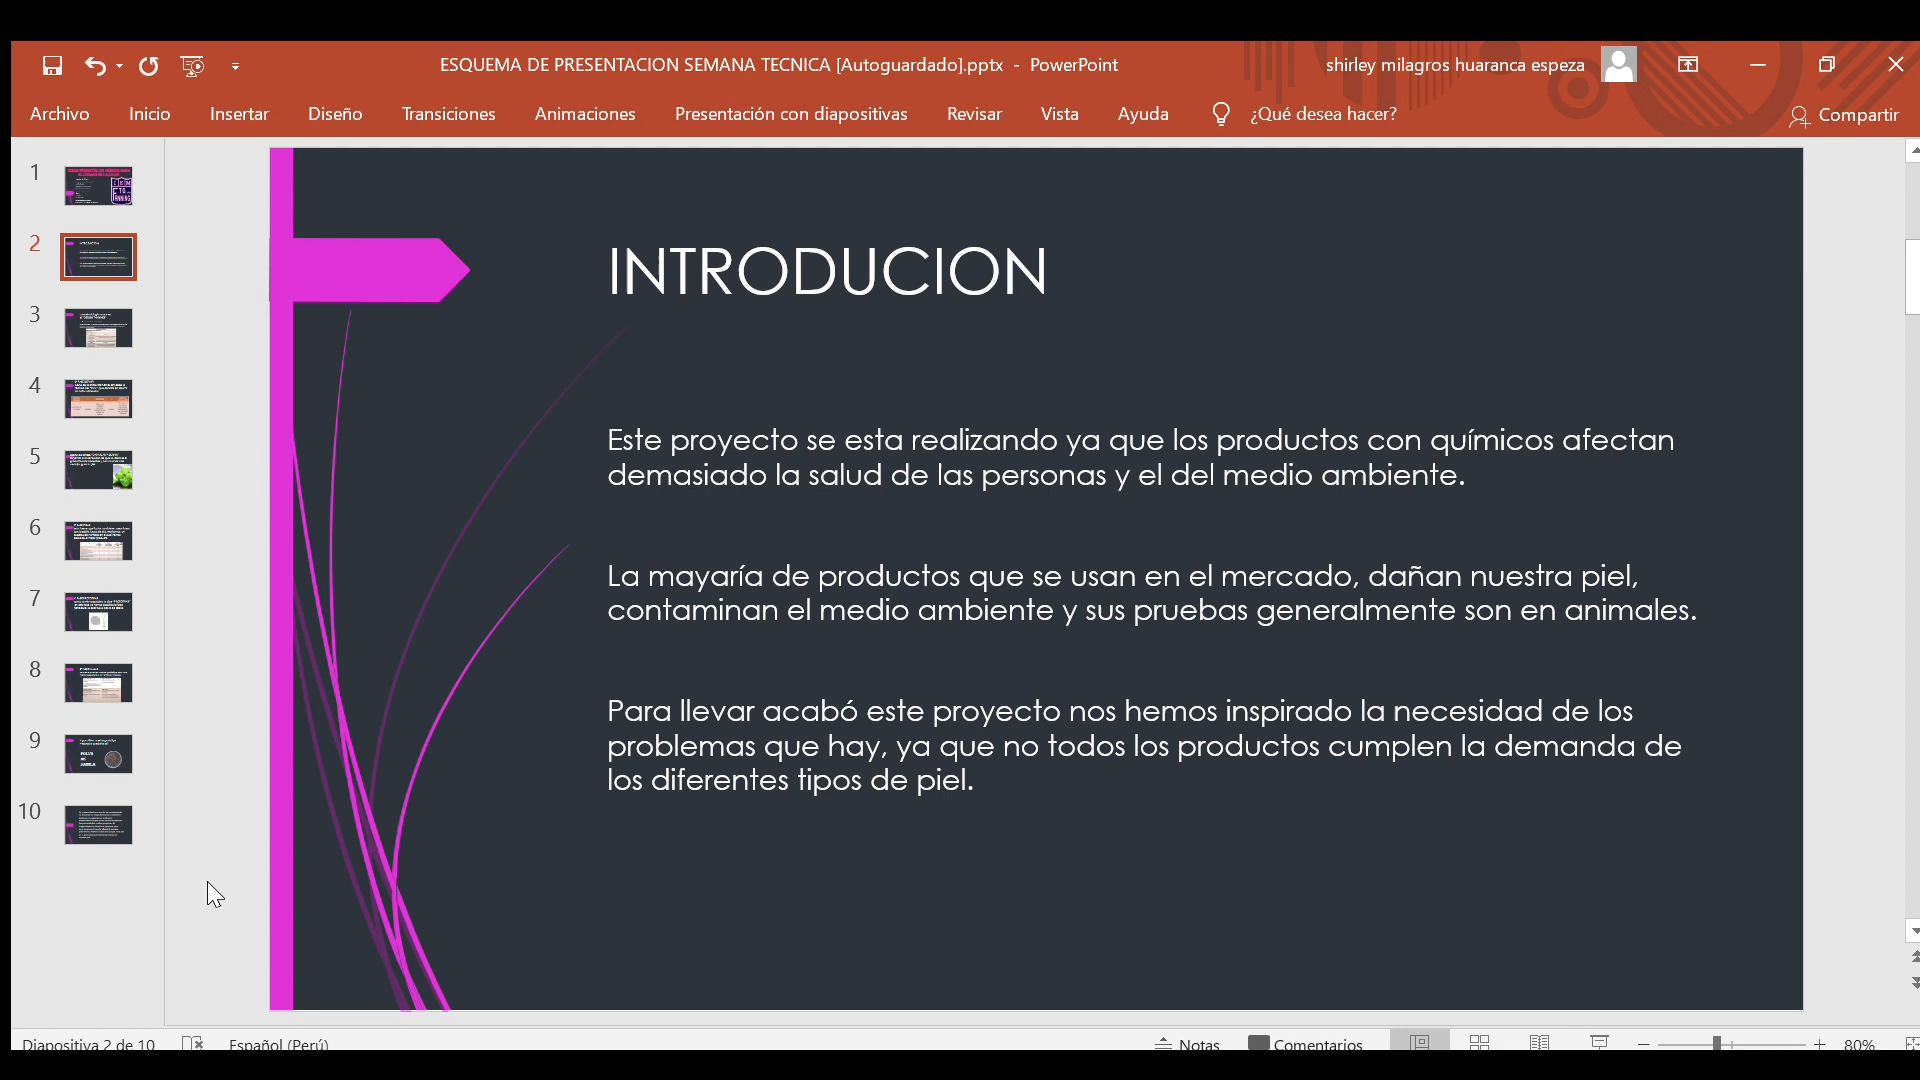 ESQUEMA DE PRESENTACION SEMANA TECNICA [Autoguardado].pptx - PowerPoint
shirley milagros huaranca espeza
Archivo Inicio Insertar Diseño Transiciones Animaciones Presentación con diapositivas Revisar Vista Ayuda ¿Qué desea hacer? Compartir
1
2
3
4
5
6
7
8
9
10
INTRODUCION
Este proyecto se esta realizando ya que los productos con químicos afectan
demasiado la salud de las personas y el del medio ambiente.
La mayaría de productos que se usan en el mercado, dañan nuestra piel,
contaminan el medio ambiente y sus pruebas generalmente son en animales.
Para llevar acabó este proyecto nos hemos inspirado la necesidad de los
problemas que hay, ya que no todos los productos cumplen la demanda de
los diferentes tipos de piel.
Diapositiva 2 de 10 Español (Perú) Notas Comentarios 80%